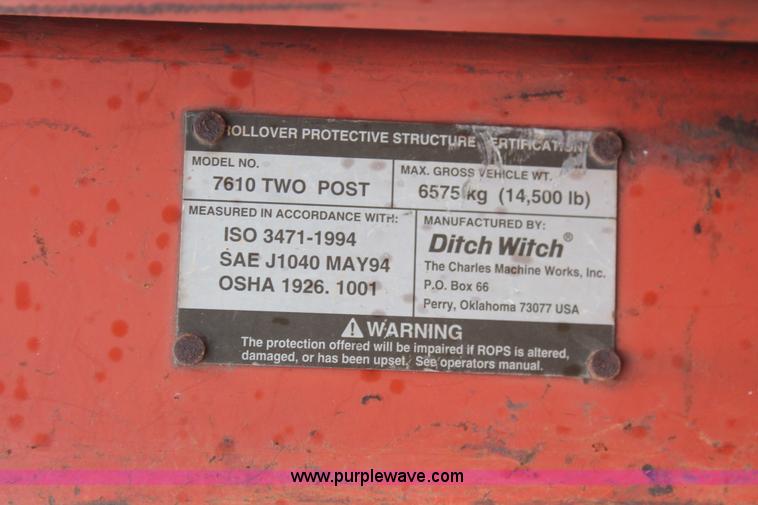 ROLLOVER PROTECTIVE STRUCTURE CERTIFICATION
MODEL NO.
7610 TWO POST
MAX. GROSS VEHICLE WT.
6575 kg (14,500 lb)
MEASURED IN ACCORDANCE WITH:
ISO 3471-1994
SAE J1040 MAY94
OSHA 1926. 1001
MANUFACTURED BY:
Ditch Witch®
The Charles Machine Works, Inc.
P.O. Box 66
Perry, Oklahoma 73077 USA
WARNING
The protection offered will be impaired if ROPS is altered,
damaged, or has been upset. See operators manual.
www.purplewave.com